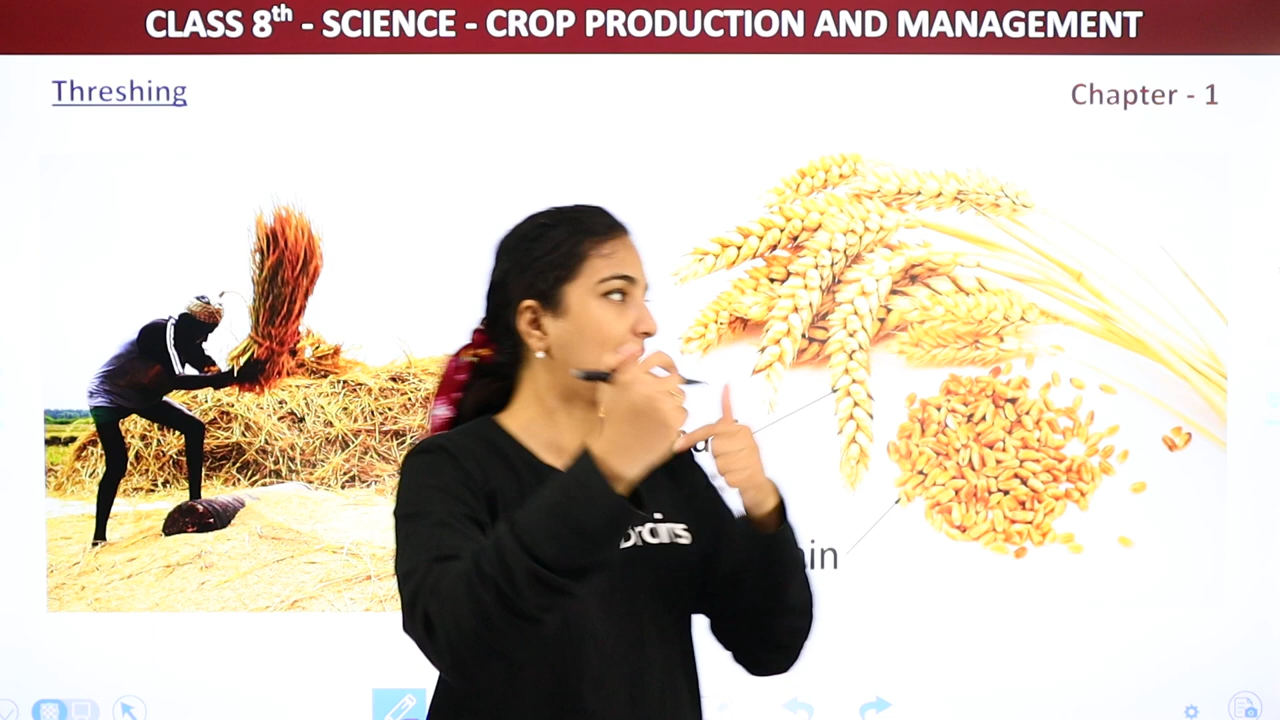 CLASS 8th - SCIENCE - CROP PRODUCTION AND MANAGEMENT
Threshing
Chapter - 1